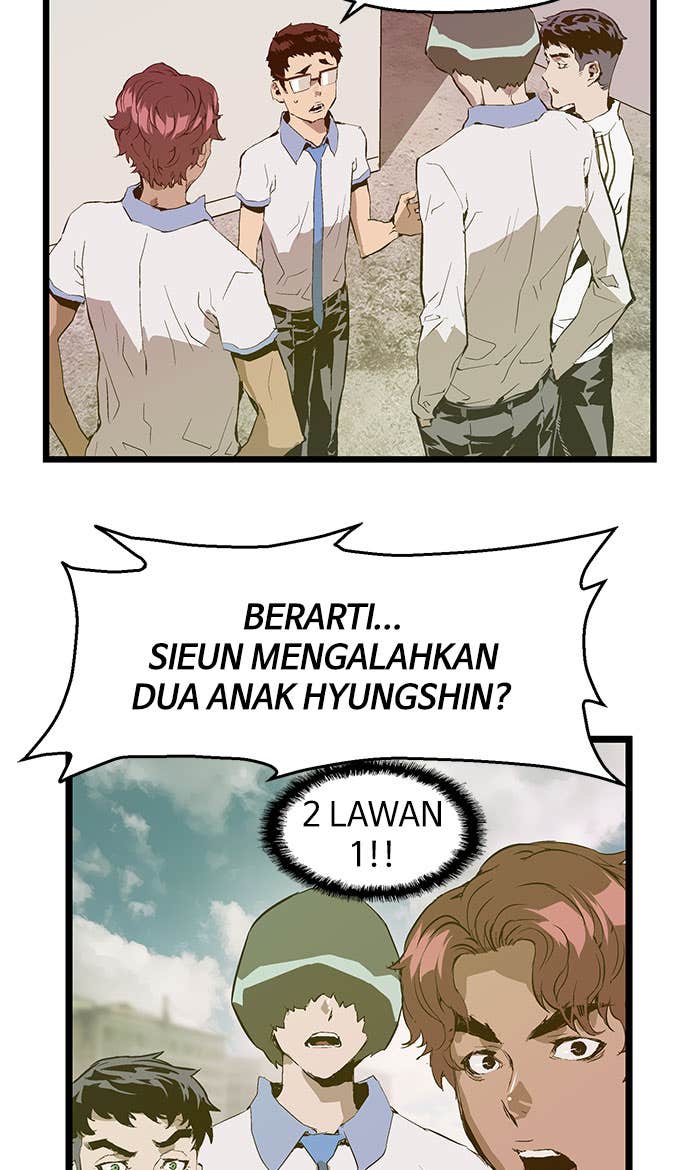 BERARTI...
SIEUN MENGALAHKAN
DUA ANAK HYUNGSHIN?
2 LAWAN
1!!